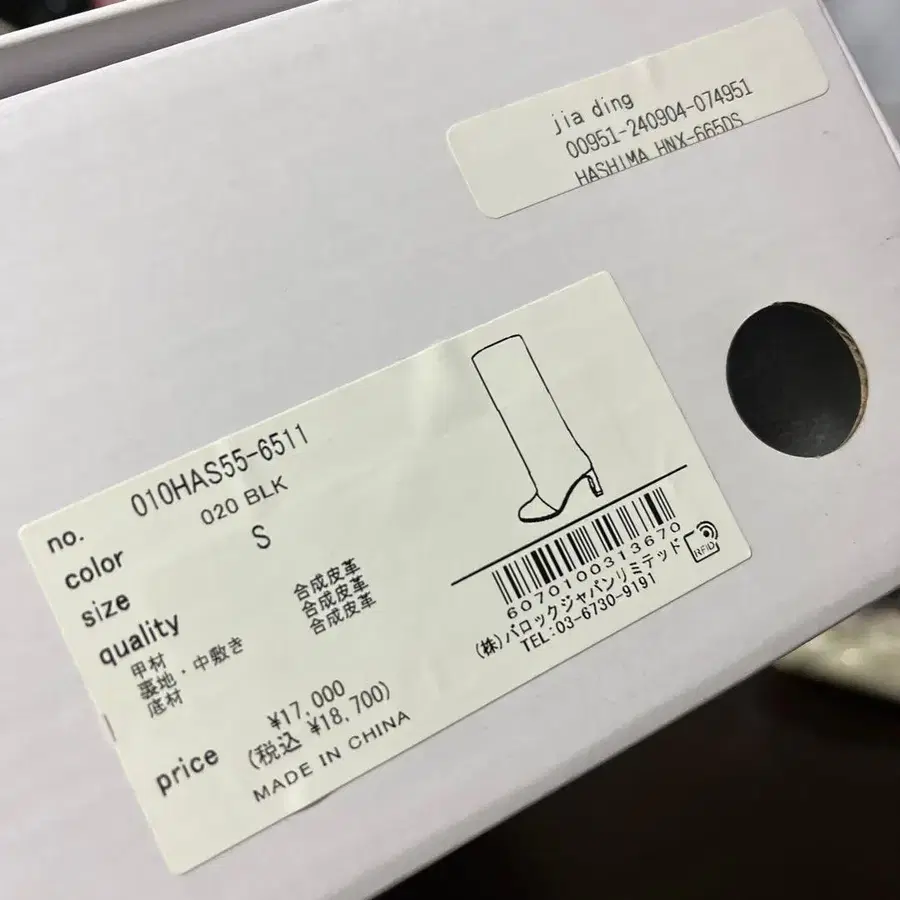 jia ding
00951-240904-074951
HASHIMA HNX-6650S
no. 010HAS55-6511
color 020 BLK
size S
quality
甲材 合成皮革
裏地・中敷き 合成皮革
底材 合成皮革
price ¥17,000
(税込 ¥18,700)
MADE IN CHINA
6070100313670
(株)バロックジャパンリミテッド
TEL:03-6730-9191
RFID